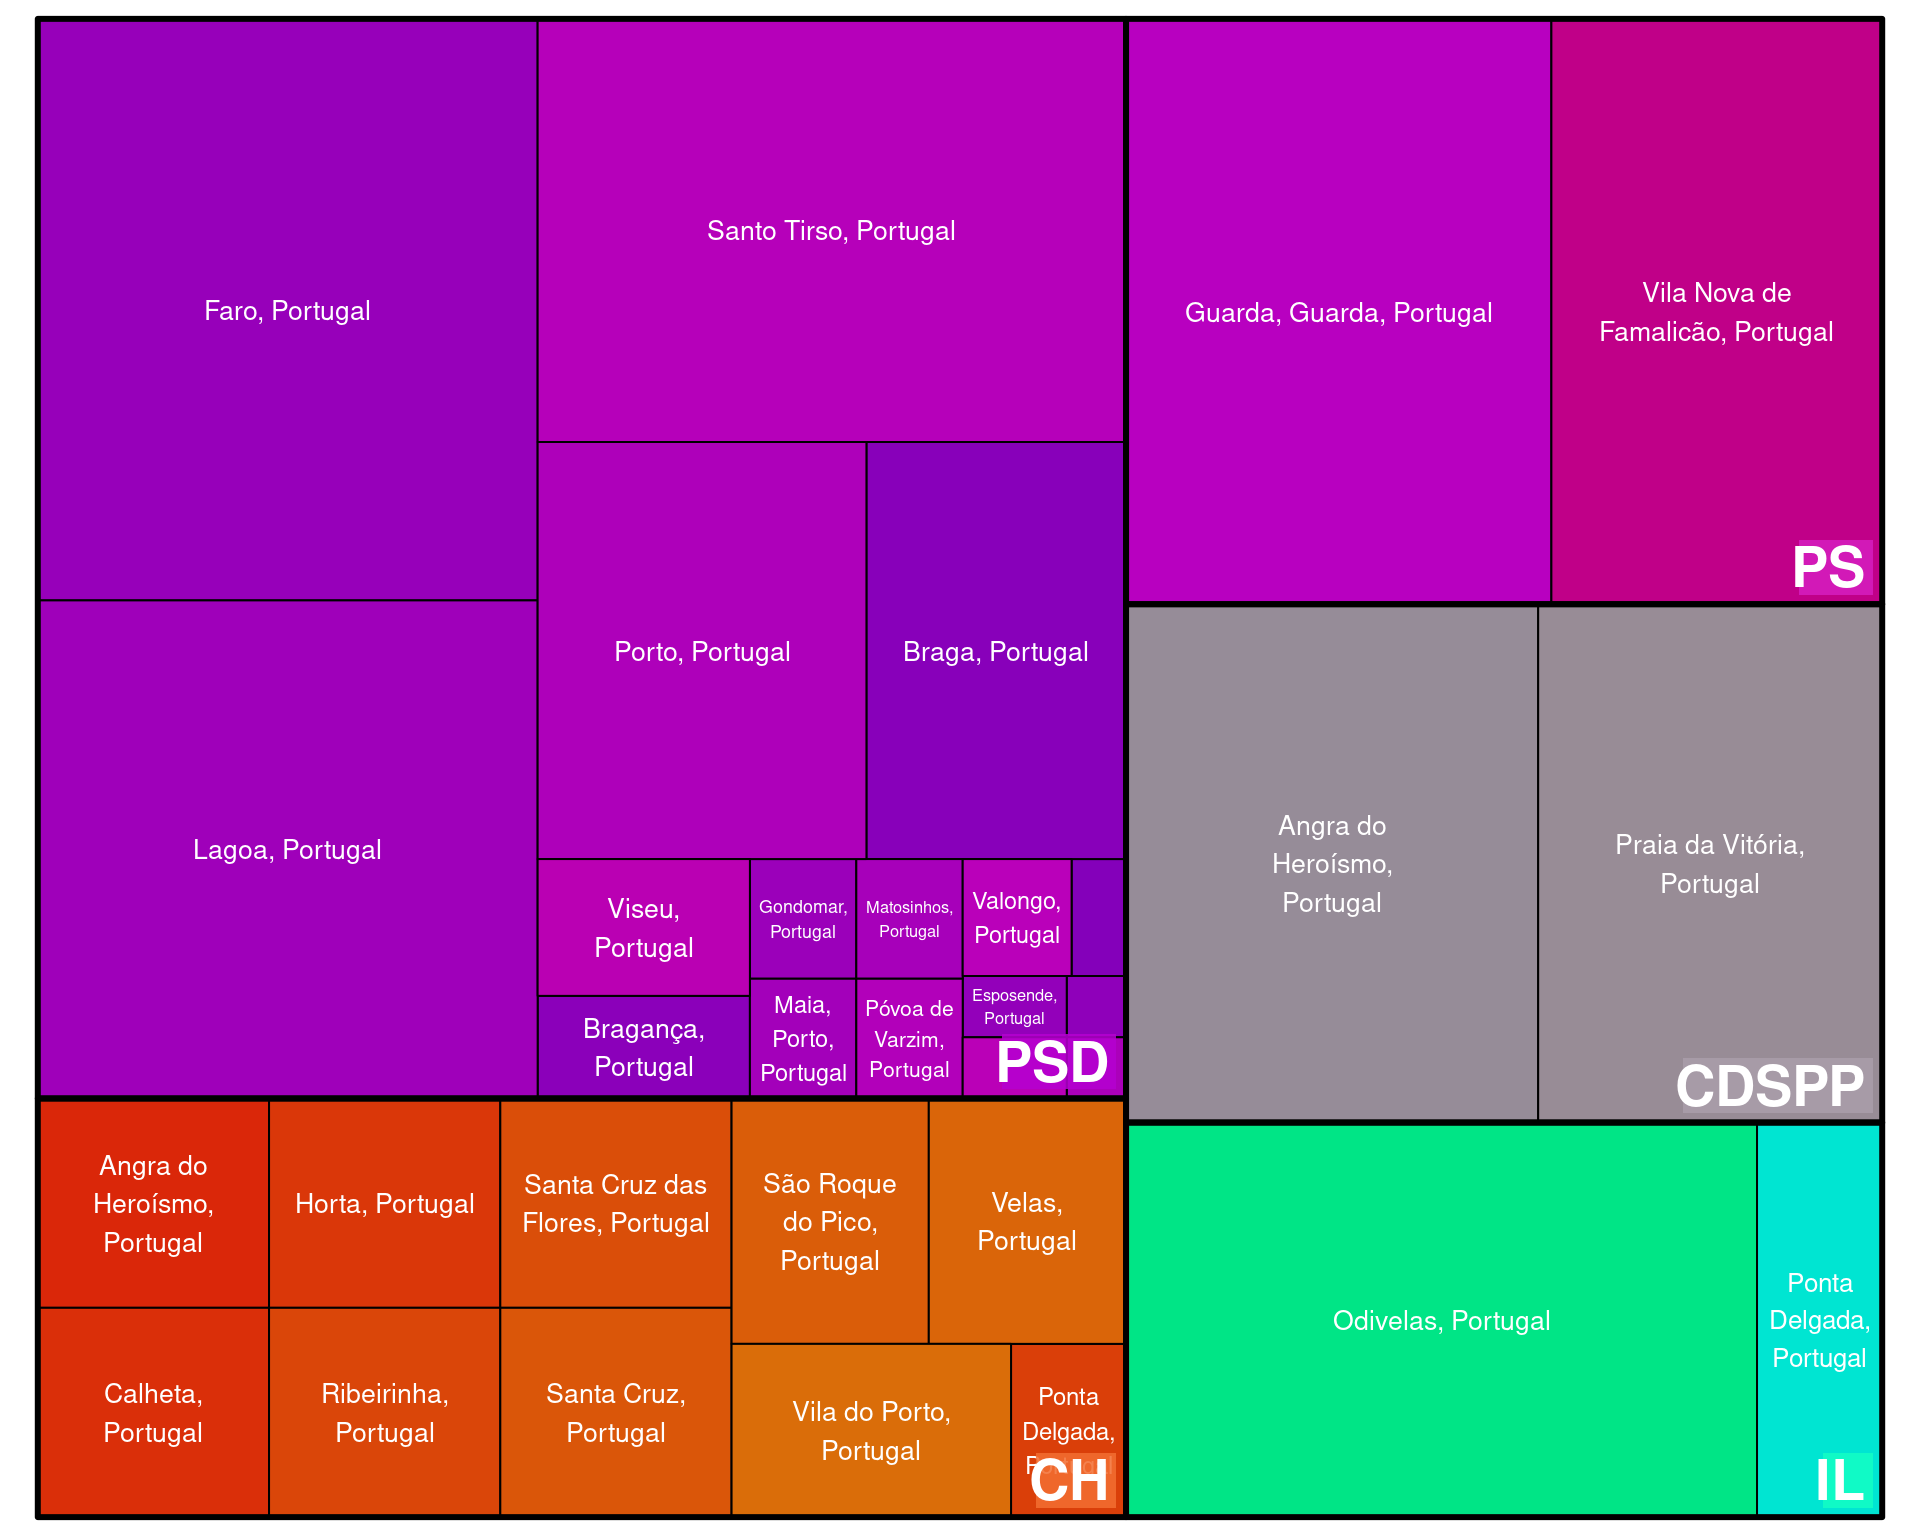 Faro, Portugal
Santo Tirso, Portugal
Guarda, Guarda, Portugal
Vila Nova de
Famalicão, Portugal
PS
Lagoa, Portugal
Porto, Portugal
Braga, Portugal
Viseu,
Portugal
Bragança,
Portugal
Gondomar,
Portugal
Matosinhos,
Portugal
Valongo,
Portugal
Maia,
Porto,
Portugal
Póvoa de
Varzim,
Portugal
Esposende,
Portugal
PSD
Angra do
Heroísmo,
Portugal
Praia da Vitória,
Portugal
CDSPP
Angra do
Heroísmo,
Portugal
Horta, Portugal
Santa Cruz das
Flores, Portugal
São Roque
do Pico,
Portugal
Velas,
Portugal
Calheta,
Portugal
Ribeirinha,
Portugal
Santa Cruz,
Portugal
Vila do Porto,
Portugal
Ponta
Delgada,
Portugal
CH
Odivelas, Portugal
Ponta
Delgada,
Portugal
IL